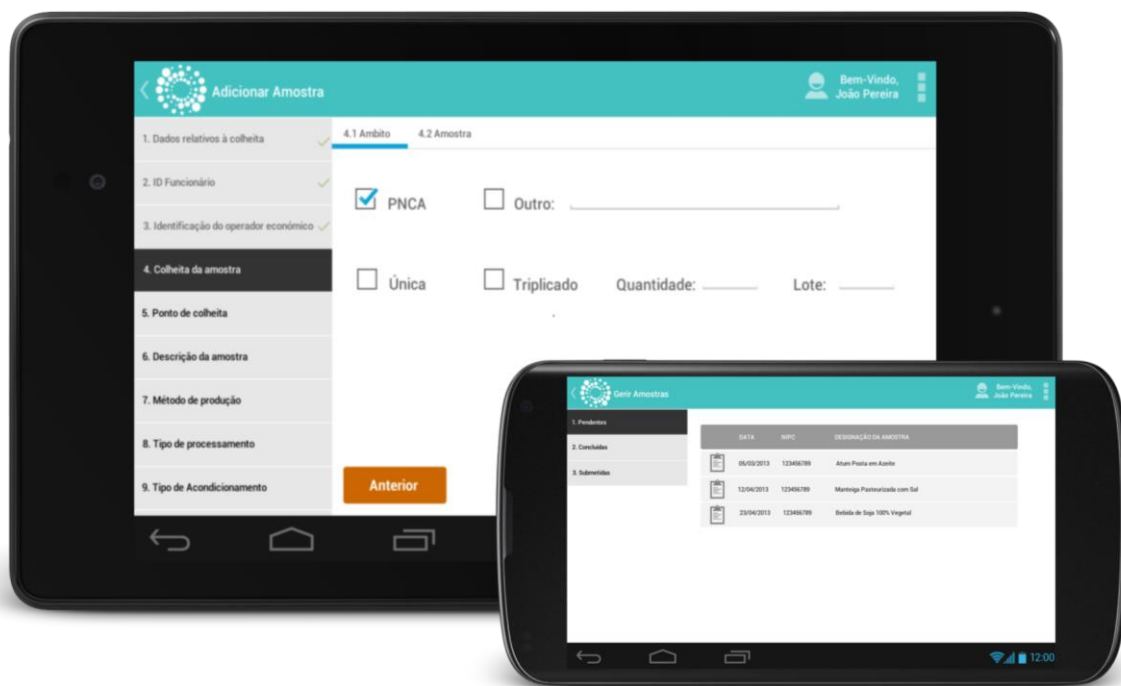 Adicionar Amostra
Bem-Vindo,
João Pereira
1. Dados relativos à colheita
2. ID Funcionário
3. Identificação do operador económico
4. Colheita da amostra
5. Ponto de colheita
6. Descrição da amostra
7. Método de produção
8. Tipo de processamento
9. Tipo de Acondicionamento
4.1 Ambito 4.2 Amostra
PNCA Outro:
Única Triplicado Quantidade: Lote:
Anterior
Gerir Amostras
Bem-Vindo,
João Pereira
1. Pendentes
2. Concluídas
3. Submetidas
DATA NIPC DESIGNAÇÃO DA AMOSTRA
05/03/2013 123456789 Atum Posta em Azeite
12/04/2013 123456789 Manteiga Pasteurizada com Sal
23/04/2013 123456789 Bebida de Soja 100% Vegetal
12:00